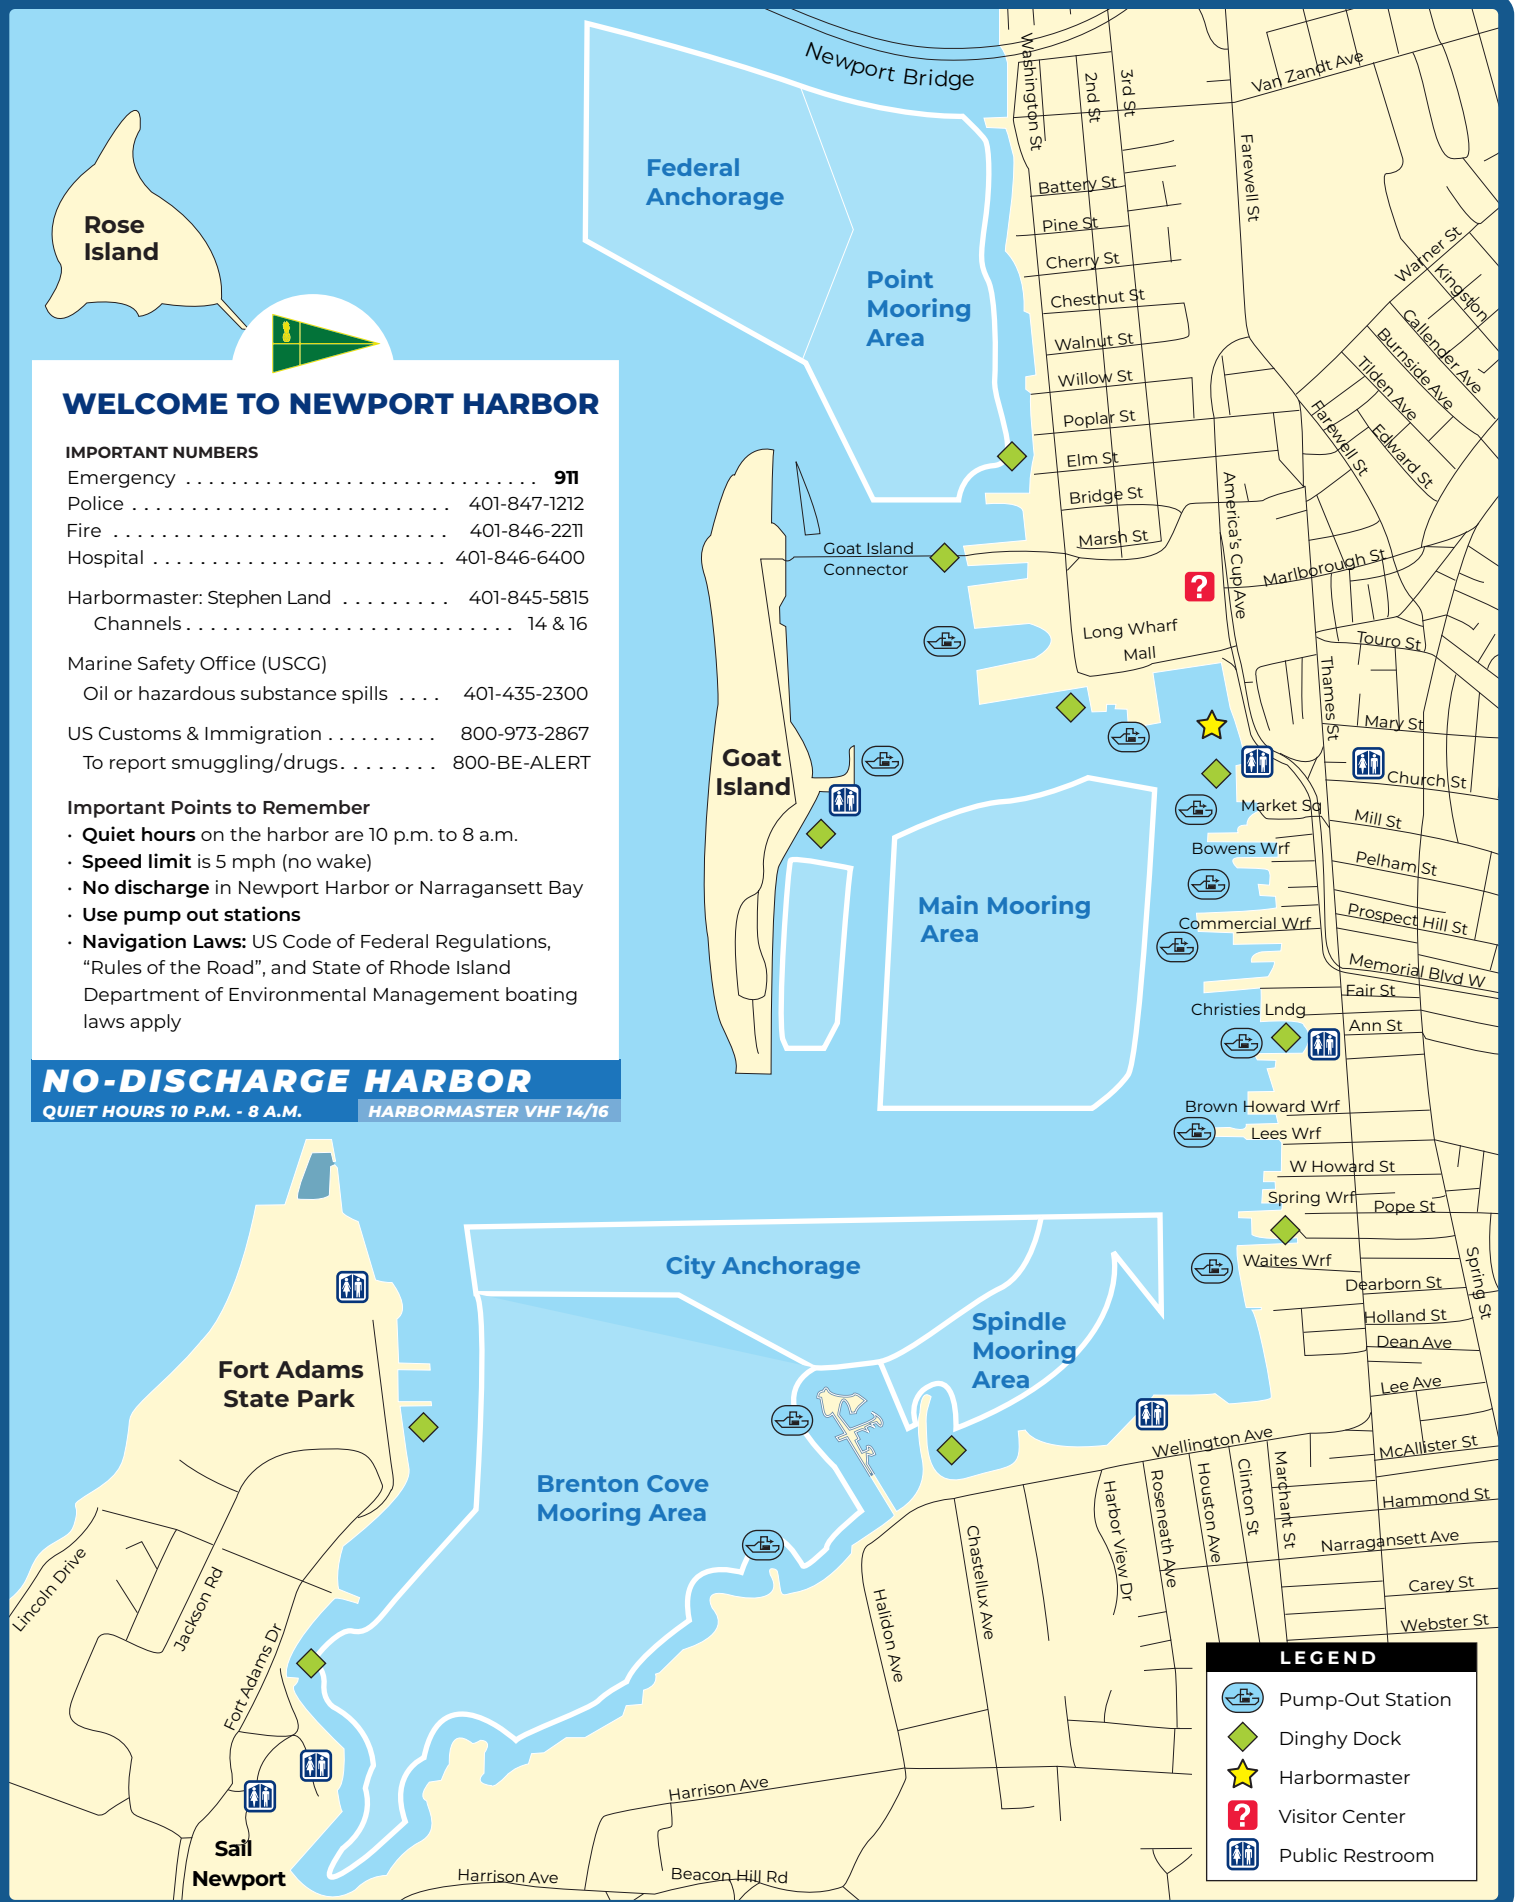 Newport Bridge
Washington St
2nd St
3rd St
Van Zandt Ave
Farewell St
Federal
Anchorage
Rose
Island
Battery St
Pine St
Cherry St
Chestnut St
Walnut St
Willow St
Poplar St
Elm St
Bridge St
Marsh St
Warner St
Kingston
Callender Ave
Burnside Ave
Tilden Ave
Edward St
Farewell St
Point
Mooring
Area
WELCOME TO NEWPORT HARBOR
IMPORTANT NUMBERS
Emergency . . . . . . . . . . . . . . . . . . . . . . . . . . . . . . . 911
Police . . . . . . . . . . . . . . . . . . . . . . . . . . . 401-847-1212
Fire . . . . . . . . . . . . . . . . . . . . . . . . . . . . 401-846-2211
Hospital . . . . . . . . . . . . . . . . . . . . . . . . . 401-846-6400
Harbormaster: Stephen Land . . . . . . . . . 401-845-5815
Channels . . . . . . . . . . . . . . . . . . . . . . . . . . . . 14 & 16
Marine Safety Office (USCG)
Oil or hazardous substance spills . . . . 401-435-2300
US Customs & Immigration . . . . . . . . . . 800-973-2867
To report smuggling/drugs. . . . . . . . 800-BE-ALERT
Important Points to Remember
· Quiet hours on the harbor are 10 p.m. to 8 a.m.
· Speed limit is 5 mph (no wake)
· No discharge in Newport Harbor or Narragansett Bay
· Use pump out stations
· Navigation Laws: US Code of Federal Regulations,
“Rules of the Road”, and State of Rhode Island
Department of Environmental Management boating
laws apply
NO-DISCHARGE HARBOR
QUIET HOURS 10 P.M. - 8 A.M.
HARBORMASTER VHF 14/16
Goat Island
Connector
America's Cup Ave
Marlborough St
?
Long Wharf
Mall
Touro St
Thames St
Mary St
Church St
Goat
Island
Market Sq
Mill St
Bowens Wrf
Pelham St
Main Mooring
Area
Commercial Wrf
Prospect Hill St
Memorial Blvd W
Fair St
Christies Lndg
Ann St
Brown Howard Wrf
Lees Wrf
W Howard St
Spring Wrf
Pope St
Waites Wrf
Spring St
Dearborn St
Holland St
Dean Ave
Lee Ave
City Anchorage
Spindle
Mooring
Area
Fort Adams
State Park
Wellington Ave
McAllister St
Hammond St
Narragansett Ave
Carey St
Webster St
Marchant St
Clinton St
Houston Ave
Roseneath Ave
Harbor View Dr
Chastellux Ave
Halidon Ave
Brenton Cove
Mooring Area
Lincoln Drive
Jackson Rd
Fort Adams Dr
Sail
Newport
Harrison Ave
Harrison Ave
Beacon Hill Rd
LEGEND
Pump-Out Station
Dinghy Dock
Harbormaster
? Visitor Center
Public Restroom